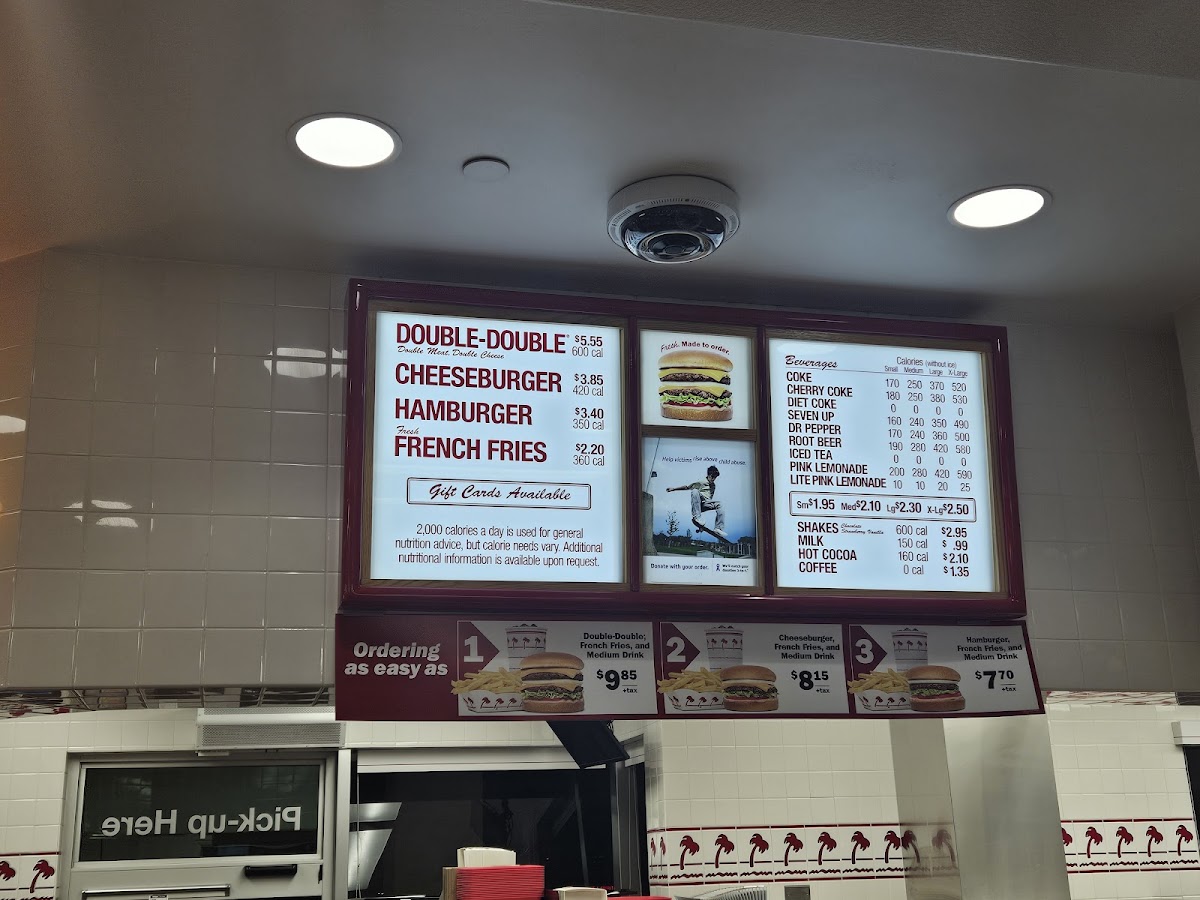 DOUBLE-DOUBLE® $5.55
Double Meat, Double Cheese 600 cal
CHEESEBURGER $3.85
420 cal
HAMBURGER $3.40
350 cal
Fresh
FRENCH FRIES $2.20
360 cal
Gift Cards Available
2,000 calories a day is used for general
nutrition advice, but calorie needs vary. Additional
nutritional information is available upon request.
Fresh. Made to order.
Help victims rise above child abuse.
Donate with your order.
Beverages Calories (without ice)
Small Medium Large X-Large
COKE 170 250 370 520
CHERRY COKE 180 250 380 530
DIET COKE 0 0 0 0
SEVEN UP 160 240 350 490
DR PEPPER 170 240 360 500
ROOT BEER 190 280 420 580
ICED TEA 0 0 0 0
PINK LEMONADE 200 280 420 590
LITE PINK LEMONADE 10 10 20 25
Sm$1.95 Med$2.10 Lg$2.30 X-Lg$2.50
SHAKES Chocolate Strawberry Vanilla 600 cal $2.95
MILK 150 cal $ .99
HOT COCOA 160 cal $2.10
COFFEE 0 cal $1.35
Ordering
as easy as
1
Double-Double,
French Fries, and
Medium Drink
$9.85
+tax
2
Cheeseburger,
French Fries, and
Medium Drink
$8.15
+tax
3
Hamburger,
French Fries, and
Medium Drink
$7.70
+tax
Pick-up Here